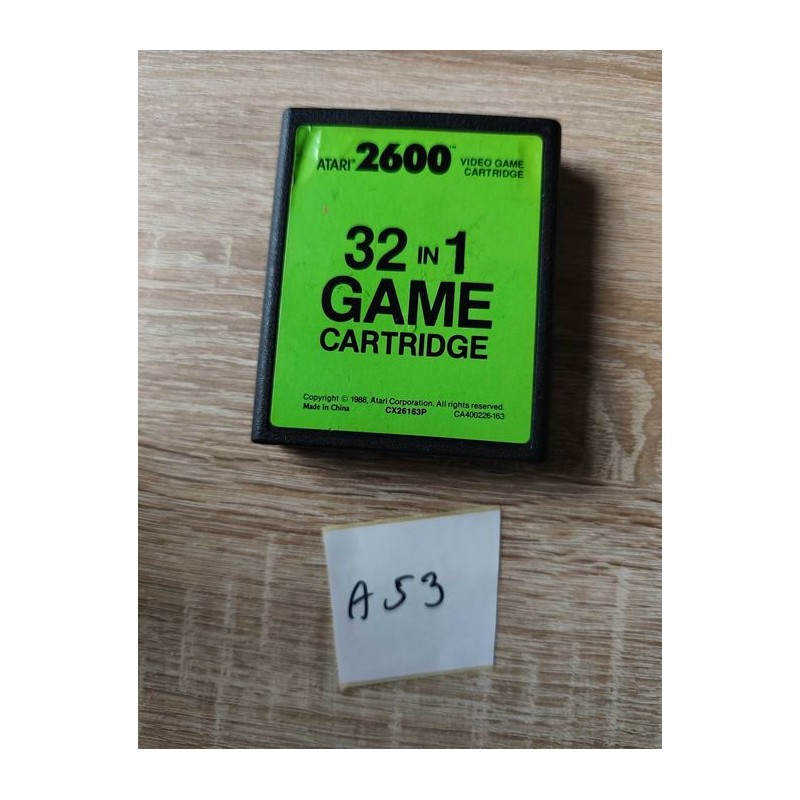 ATARI® 2600™ VIDEO GAME CARTRIDGE
32 IN 1
GAME
CARTRIDGE
Copyright © 1988, Atari Corporation. All rights reserved.
Made in China CX26163P CA400226-163
A53